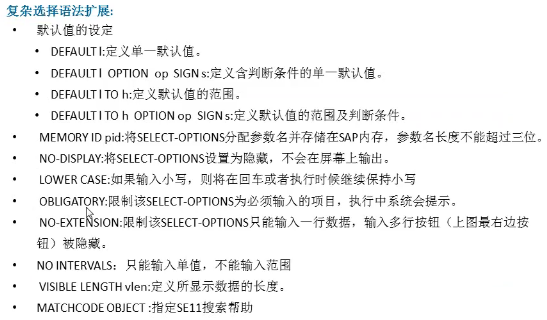 复杂选择语法扩展:
• 默认值的设定
• DEFAULT l:定义单一默认值。
• DEFAULT l OPTION op SIGN s:定义含判断条件的单一默认值。
• DEFAULT l TO h:定义默认值的范围。
• DEFAULT l TO h OPTION op SIGN s:定义默认值的范围及判断条件。
• MEMORY ID pid:将SELECT-OPTIONS分配参数名并存储在SAP内存，参数名长度不能超过三位。
• NO-DISPLAY:将SELECT-OPTIONS设置为隐藏，不会在屏幕上输出。
• LOWER CASE:如果输入小写，则将在回车或者执行时候继续保持小写
• OBLIGATORY:限制该SELECT-OPTIONS为必须输入的项目，执行中系统会提示。
• NO-EXTENSION:限制该SELECT-OPTIONS只能输入一行数据，输入多行按钮（上图最右边按
钮）被隐藏。
• NO INTERVALS：只能输入单值，不能输入范围
• VISIBLE LENGTH vlen:定义所显示数据的长度。
• MATCHCODE OBJECT :指定SE11搜索帮助